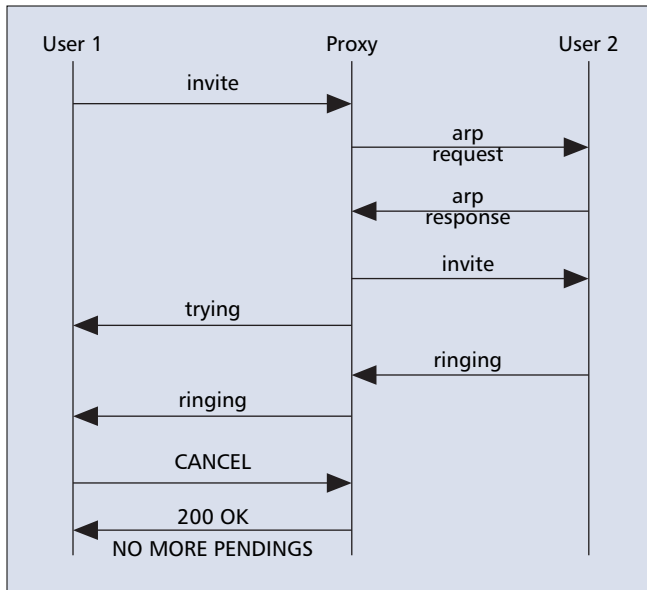 User 1
Proxy
User 2
invite
arp
request
arp
response
invite
trying
ringing
ringing
CANCEL
200 OK
NO MORE PENDINGS